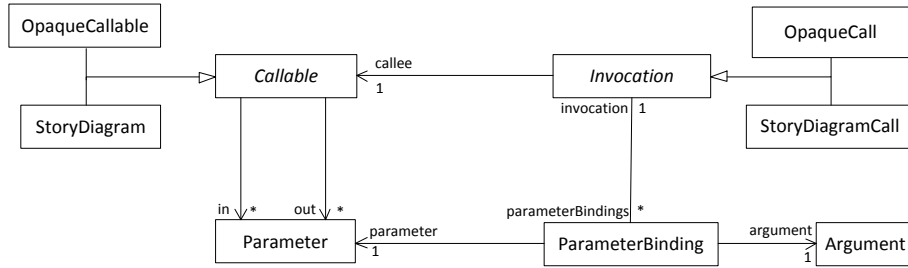 OpaqueCallable
OpaqueCall
Callable
callee
1
Invocation
invocation
1
StoryDiagram
StoryDiagramCall
in
*
out
*
parameterBindings
*
Parameter
parameter
1
ParameterBinding
argument
1
Argument